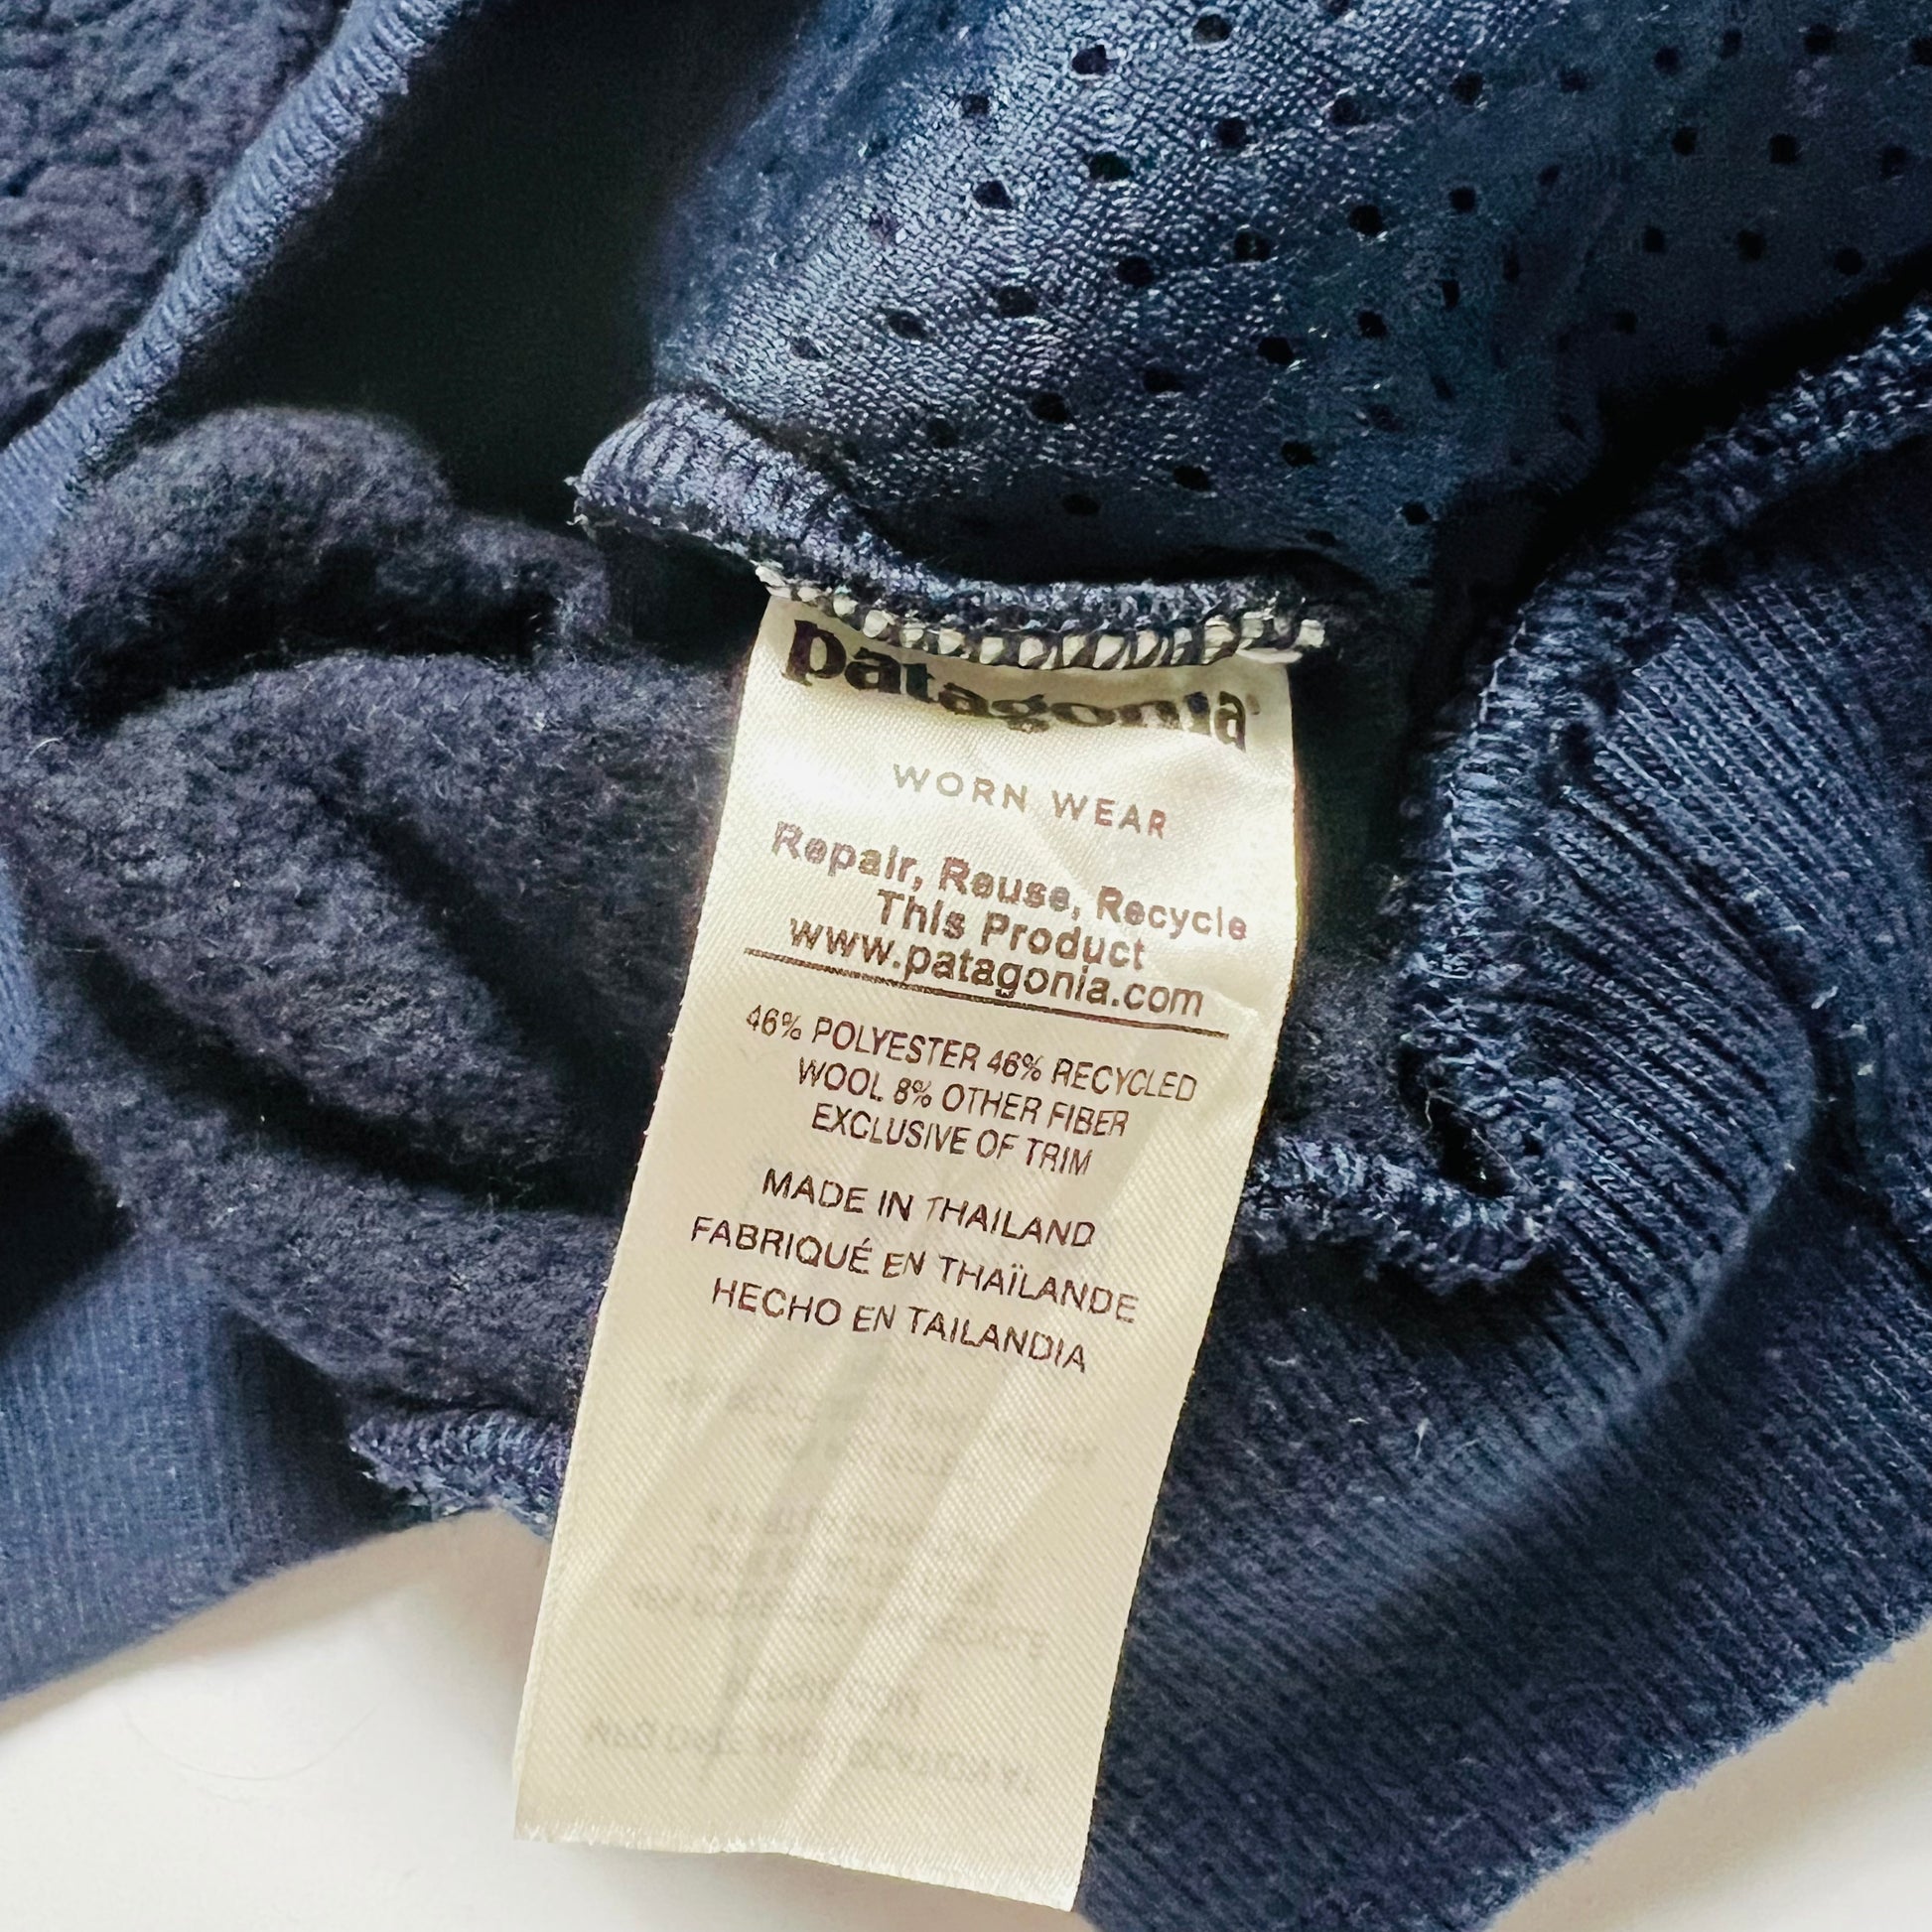 patagonia
WORN WEAR
Repair, Reuse, Recycle
This Product
www.patagonia.com
46% POLYESTER 46% RECYCLED
WOOL 8% OTHER FIBER
EXCLUSIVE OF TRIM
MADE IN THAILAND
FABRIQUÉ EN THAÏLANDE
HECHO EN TAILANDIA